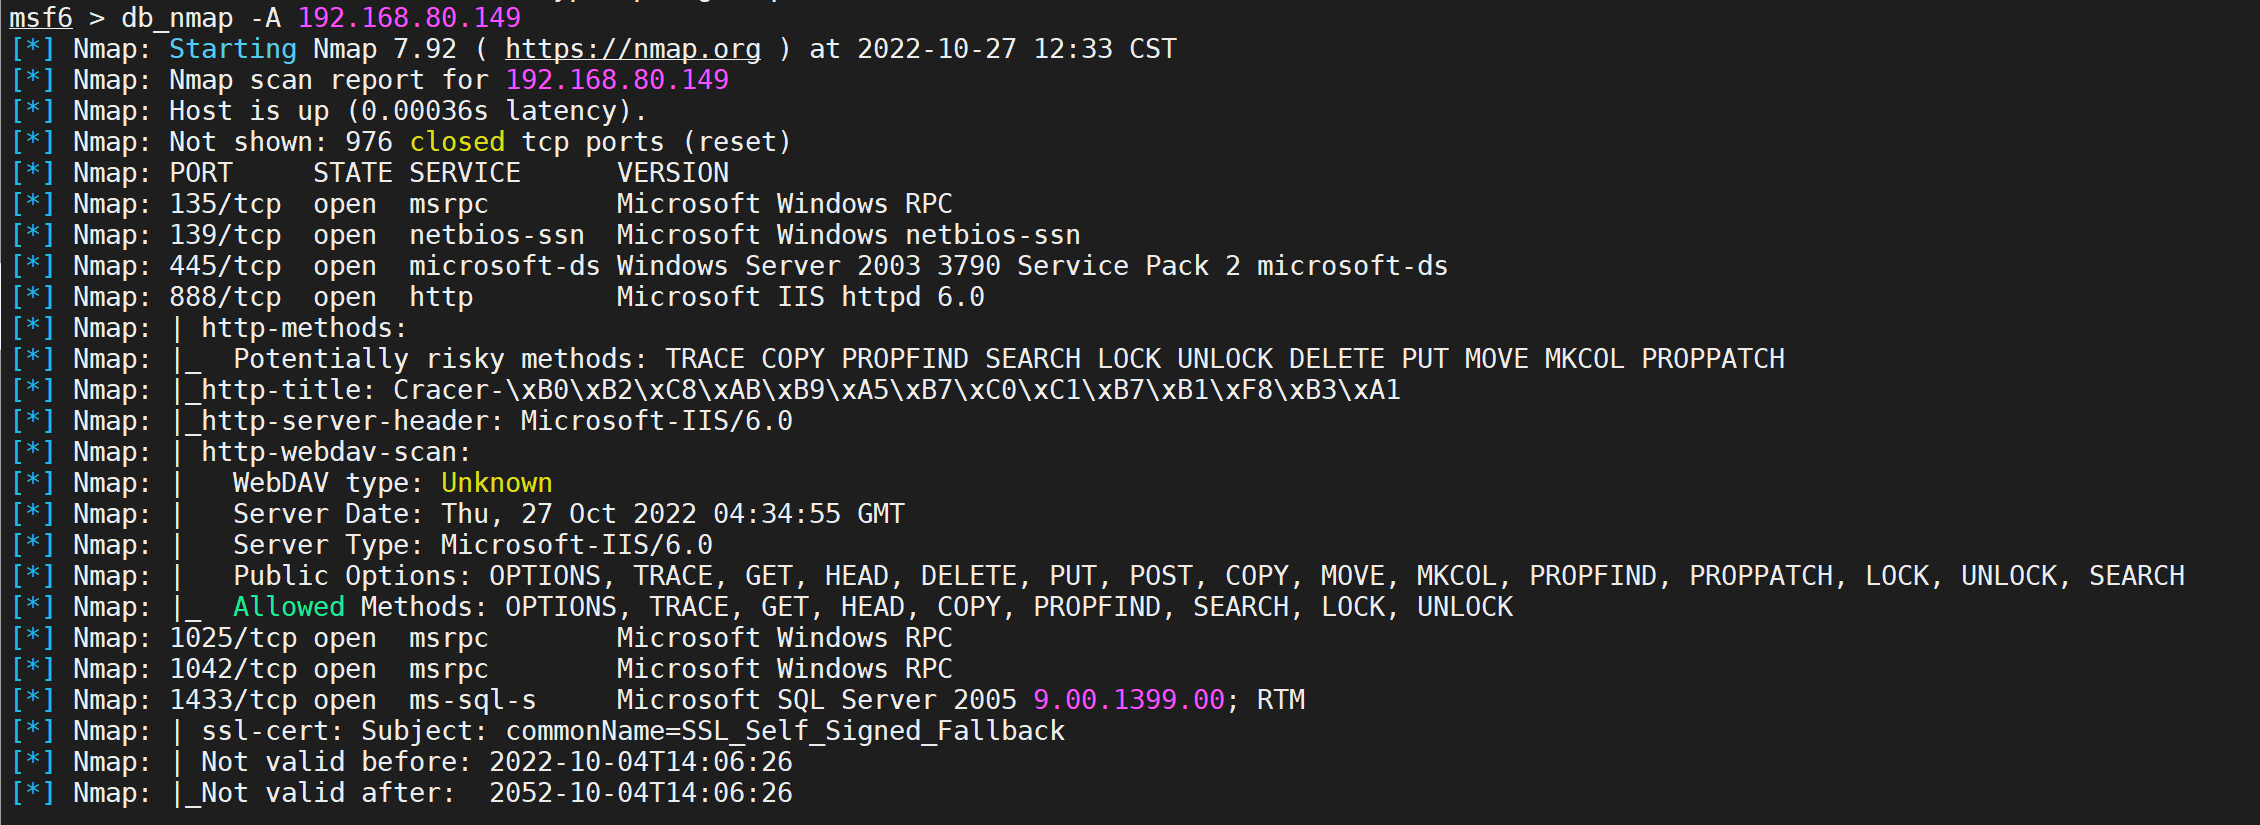 msf6 > db_nmap -A 192.168.80.149
[*] Nmap: Starting Nmap 7.92 ( https://nmap.org ) at 2022-10-27 12:33 CST
[*] Nmap: Nmap scan report for 192.168.80.149
[*] Nmap: Host is up (0.00036s latency).
[*] Nmap: Not shown: 976 closed tcp ports (reset)
[*] Nmap: PORT     STATE SERVICE      VERSION
[*] Nmap: 135/tcp  open  msrpc        Microsoft Windows RPC
[*] Nmap: 139/tcp  open  netbios-ssn  Microsoft Windows netbios-ssn
[*] Nmap: 445/tcp  open  microsoft-ds Windows Server 2003 3790 Service Pack 2 microsoft-ds
[*] Nmap: 888/tcp  open  http         Microsoft IIS httpd 6.0
[*] Nmap: | http-methods:
[*] Nmap: |_  Potentially risky methods: TRACE COPY PROPFIND SEARCH LOCK UNLOCK DELETE PUT MOVE MKCOL PROPPATCH
[*] Nmap: |_http-title: Cracer-\xB0\xB2\xC8\xAB\xB9\xA5\xB7\xC0\xC1\xB7\xB1\xF8\xB3\xA1
[*] Nmap: |_http-server-header: Microsoft-IIS/6.0
[*] Nmap: | http-webdav-scan:
[*] Nmap: |   WebDAV type: Unknown
[*] Nmap: |   Server Date: Thu, 27 Oct 2022 04:34:55 GMT
[*] Nmap: |   Server Type: Microsoft-IIS/6.0
[*] Nmap: |   Public Options: OPTIONS, TRACE, GET, HEAD, DELETE, PUT, POST, COPY, MOVE, MKCOL, PROPFIND, PROPPATCH, LOCK, UNLOCK, SEARCH
[*] Nmap: |_  Allowed Methods: OPTIONS, TRACE, GET, HEAD, COPY, PROPFIND, SEARCH, LOCK, UNLOCK
[*] Nmap: 1025/tcp open  msrpc        Microsoft Windows RPC
[*] Nmap: 1042/tcp open  msrpc        Microsoft Windows RPC
[*] Nmap: 1433/tcp open  ms-sql-s     Microsoft SQL Server 2005 9.00.1399.00; RTM
[*] Nmap: | ssl-cert: Subject: commonName=SSL_Self_Signed_Fallback
[*] Nmap: | Not valid before: 2022-10-04T14:06:26
[*] Nmap: |_Not valid after:  2052-10-04T14:06:26